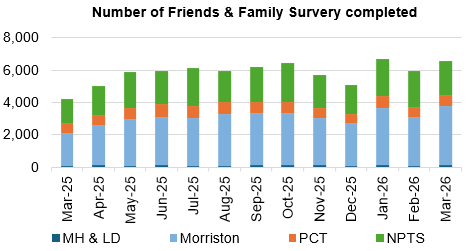 Number of Friends & Family Survery completed
8,000
6,000
4,000
2,000
0
Mar-25
Apr-25
May-25
Jun-25
Jul-25
Aug-25
Sep-25
Oct-25
Nov-25
Dec-25
Jan-26
Feb-26
Mar-26
MH & LD Morriston PCT NPTS